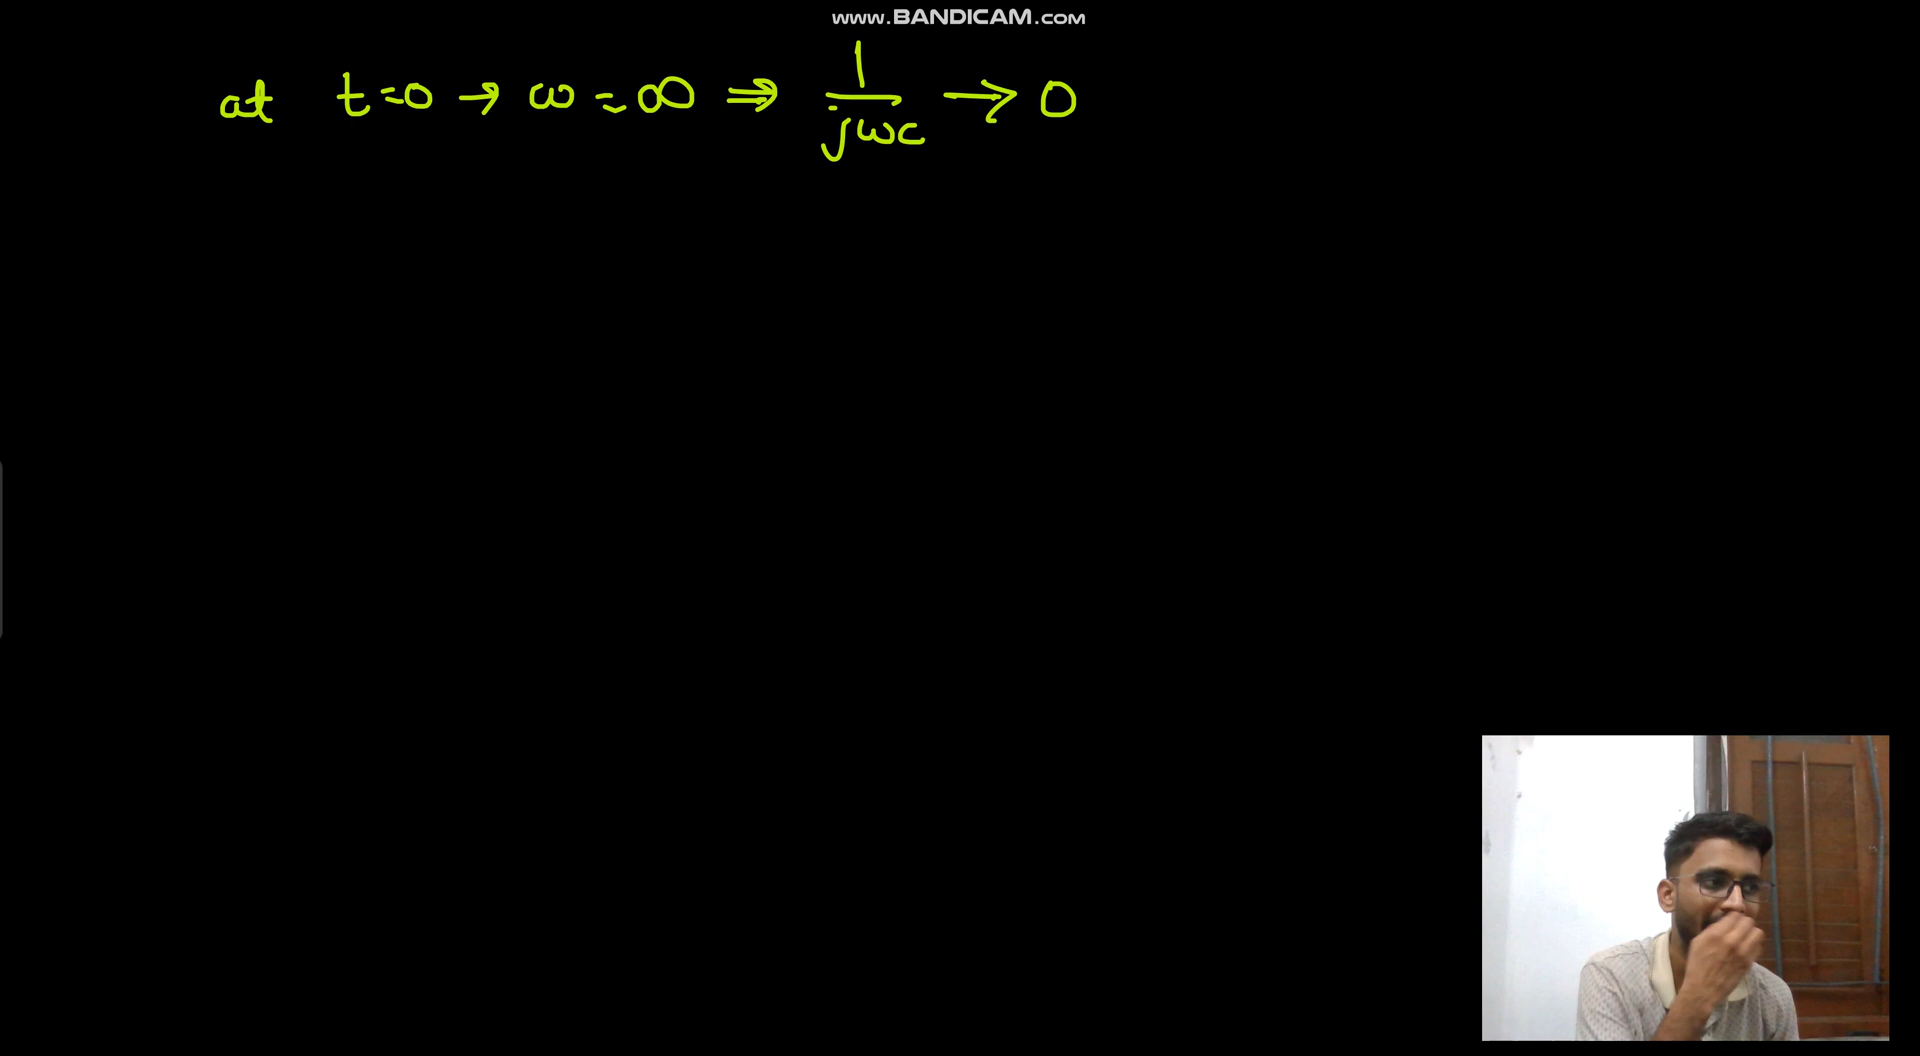 www.BANDICAM.com
at t=0 → ω=∞ ⇒ 1/jωc → 0